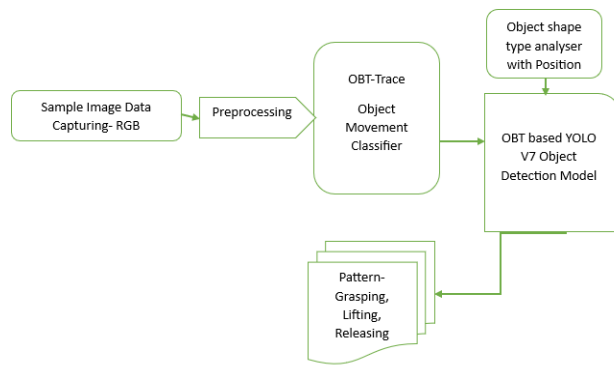 Object shape
type analyser
with Position
Sample Image Data
Capturing- RGB
Preprocessing
OBT-Trace
Object
Movement
Classifier
OBT based YOLO
V7 Object
Detection Model
Pattern-
Grasping,
Lifting,
Releasing